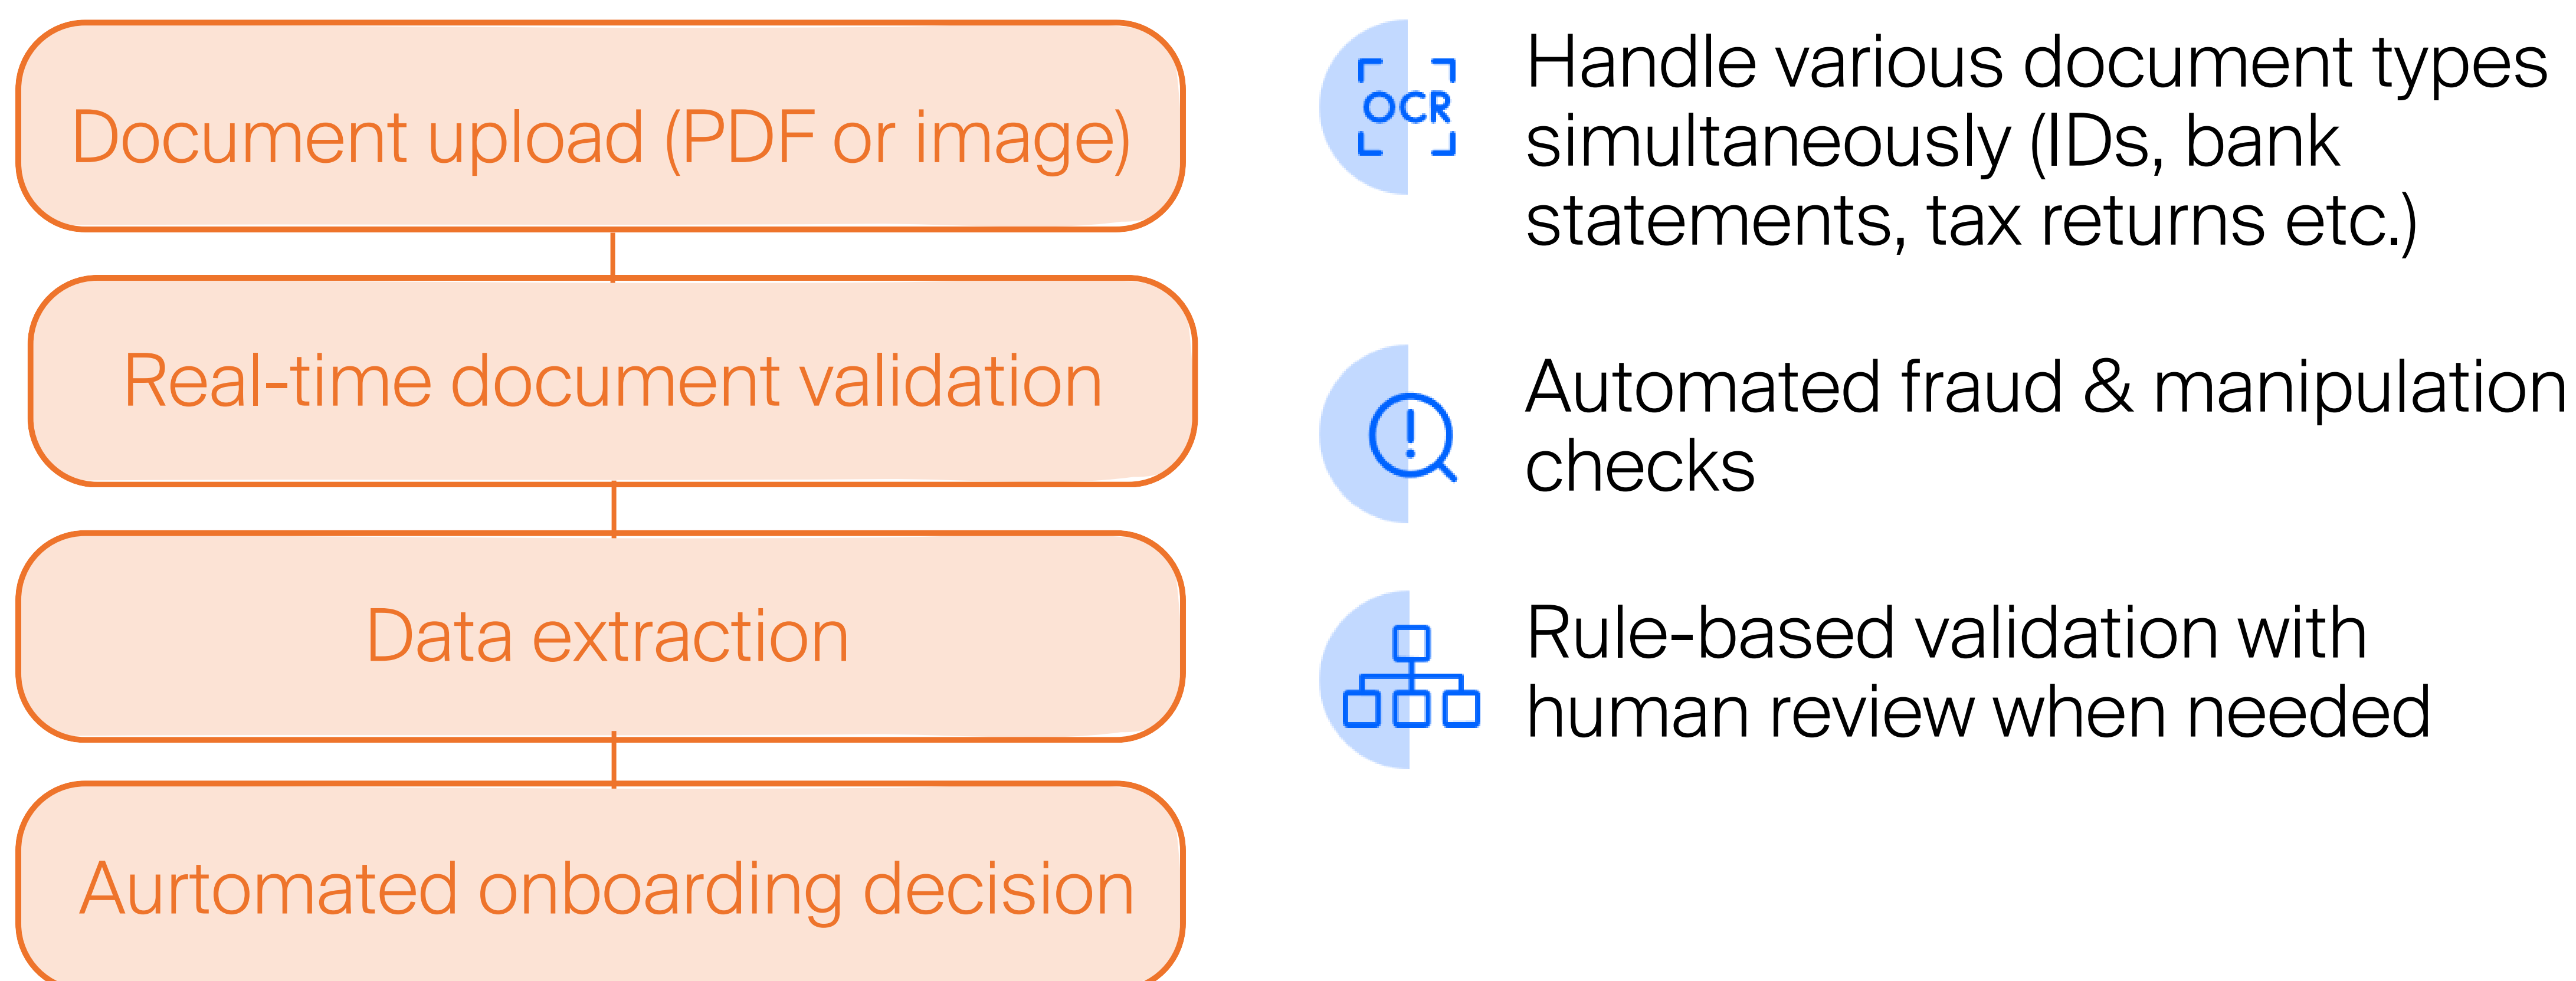 Document upload (PDF or image)
Real-time document validation
Data extraction
Aurtomated onboarding decision
OCR
Handle various document types
simultaneously (IDs, bank
statements, tax returns etc.)
Automated fraud & manipulation
checks
Rule-based validation with
human review when needed